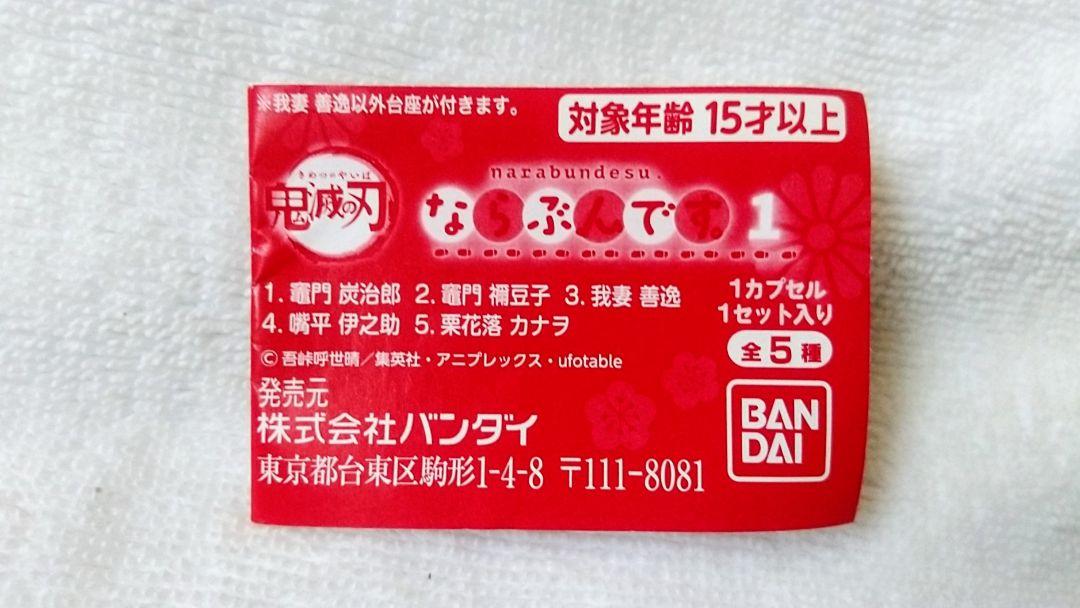 ※我妻 善逸以外台座が付きます。
対象年齢 15才以上
きめつのやいば
鬼滅の刃
narabundesu.
ならぶんです。1
1. 竈門 炭治郎 2. 竈門 禰豆子 3. 我妻 善逸
4. 嘴平 伊之助 5. 栗花落 カナヲ
1カプセル
1セット入り
全5種
©吾峠呼世晴／集英社・アニプレックス・ufotable
発売元
株式会社バンダイ
東京都台東区駒形1-4-8 〒111-8081
BAN
DAI